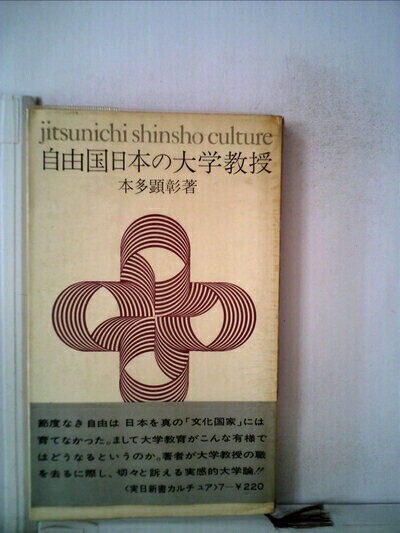 jitsunichi shinsho culture
自由国日本の大学教授
本多顕彰著
節度なき自由は 日本を真の「文化国家」には
育てなかった。まして大学教育がこんな有様で
はどうなるというのか。著者が大学教授の職
を去るに際し、切々と訴える実感的大学論!!
〈実日新書カルチュア〉7―￥220